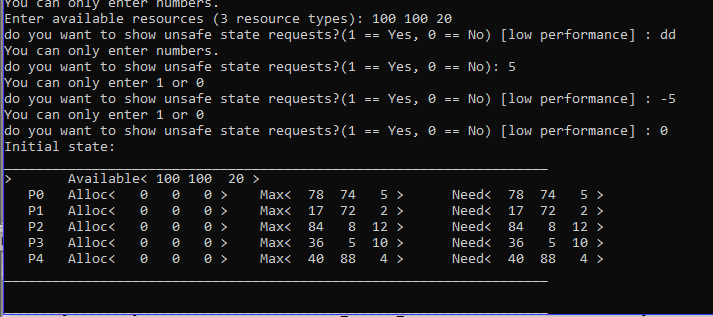 You can only enter numbers.
Enter available resources (3 resource types): 100 100 20
do you want to show unsafe state requests?(1 == Yes, 0 == No) [low performance] : dd
You can only enter numbers.
do you want to show unsafe state requests?(1 == Yes, 0 == No): 5
You can only enter 1 or 0
do you want to show unsafe state requests?(1 == Yes, 0 == No) [low performance] : -5
You can only enter 1 or 0
do you want to show unsafe state requests?(1 == Yes, 0 == No) [low performance] : 0
Initial state:
> Available< 100 100 20 >
P0 Alloc< 0 0 0 > Max< 78 74 5 > Need< 78 74 5 >
P1 Alloc< 0 0 0 > Max< 17 72 2 > Need< 17 72 2 >
P2 Alloc< 0 0 0 > Max< 84 8 12 > Need< 84 8 12 >
P3 Alloc< 0 0 0 > Max< 36 5 10 > Need< 36 5 10 >
P4 Alloc< 0 0 0 > Max< 40 88 4 > Need< 40 88 4 >